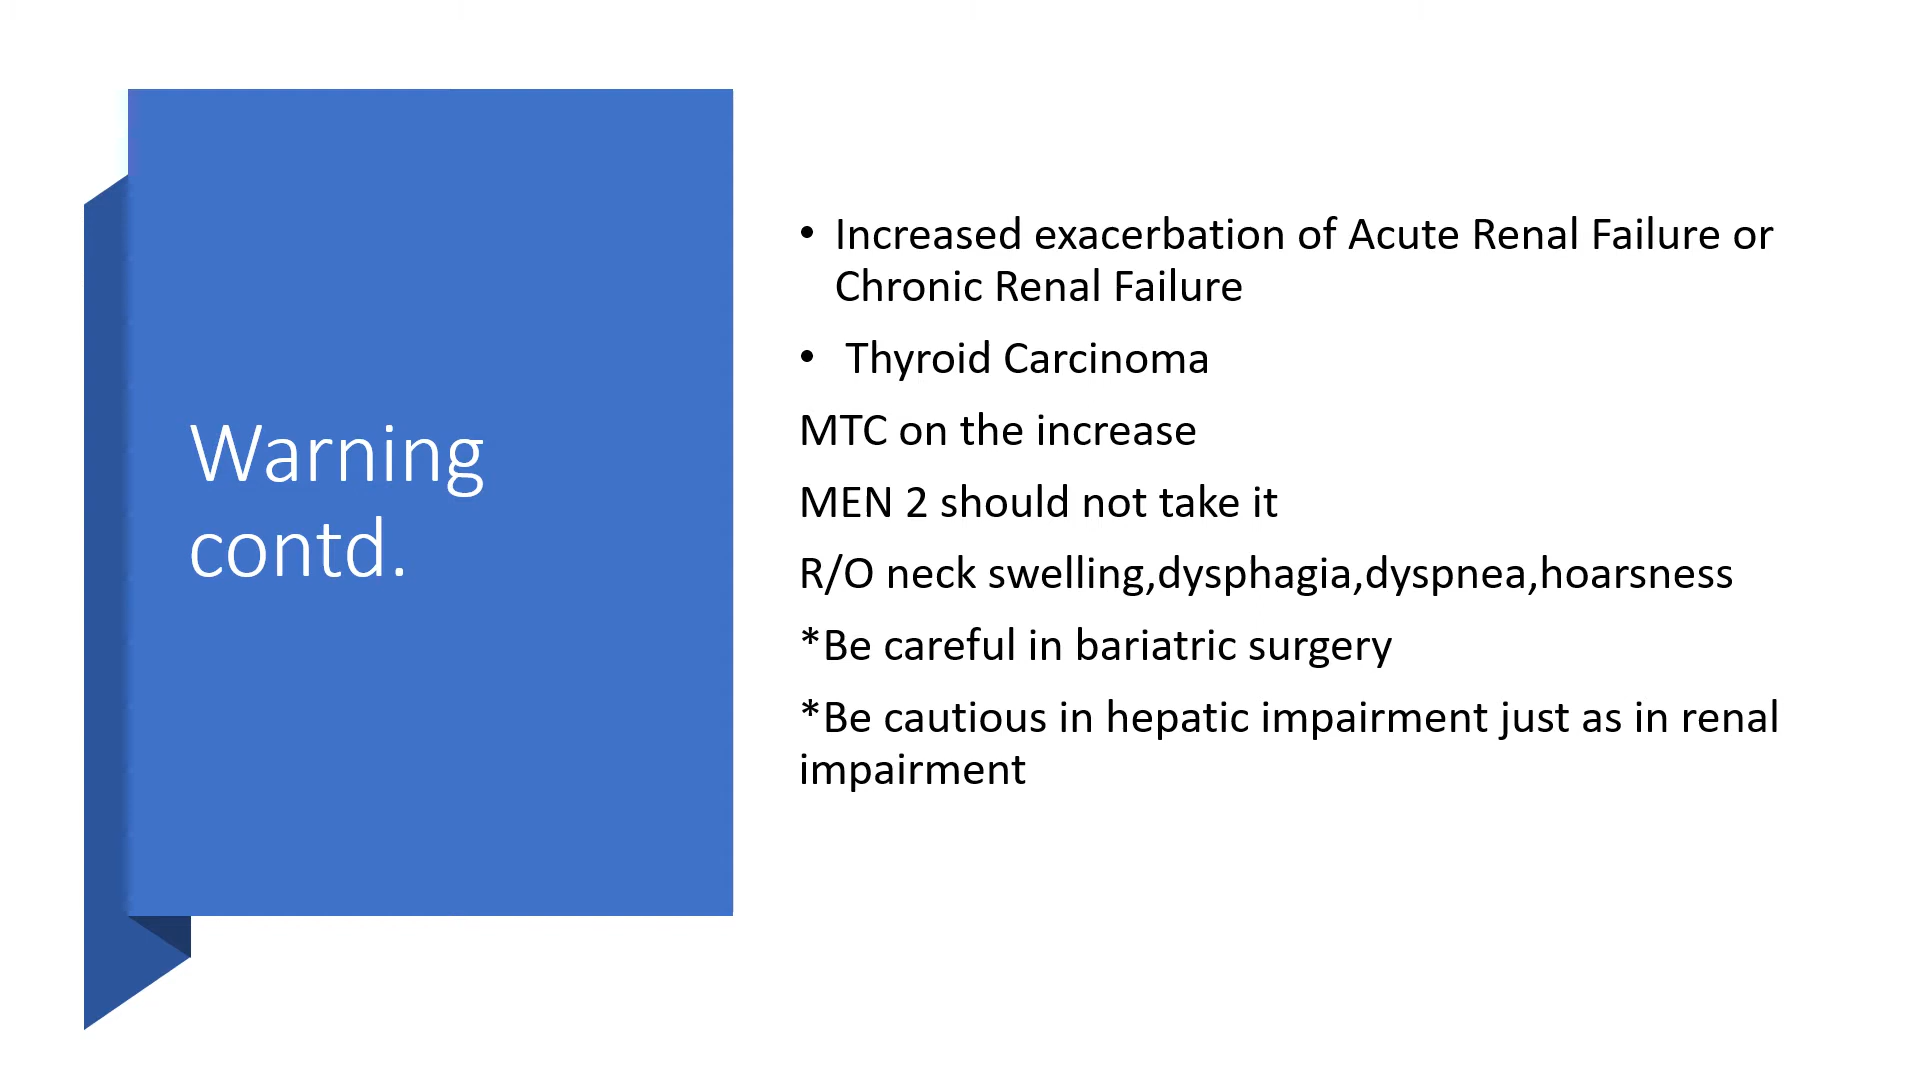 Warning
contd.
• Increased exacerbation of Acute Renal Failure or
Chronic Renal Failure
• Thyroid Carcinoma
MTC on the increase
MEN 2 should not take it
R/O neck swelling,dysphagia,dyspnea,hoarsness
*Be careful in bariatric surgery
*Be cautious in hepatic impairment just as in renal
impairment